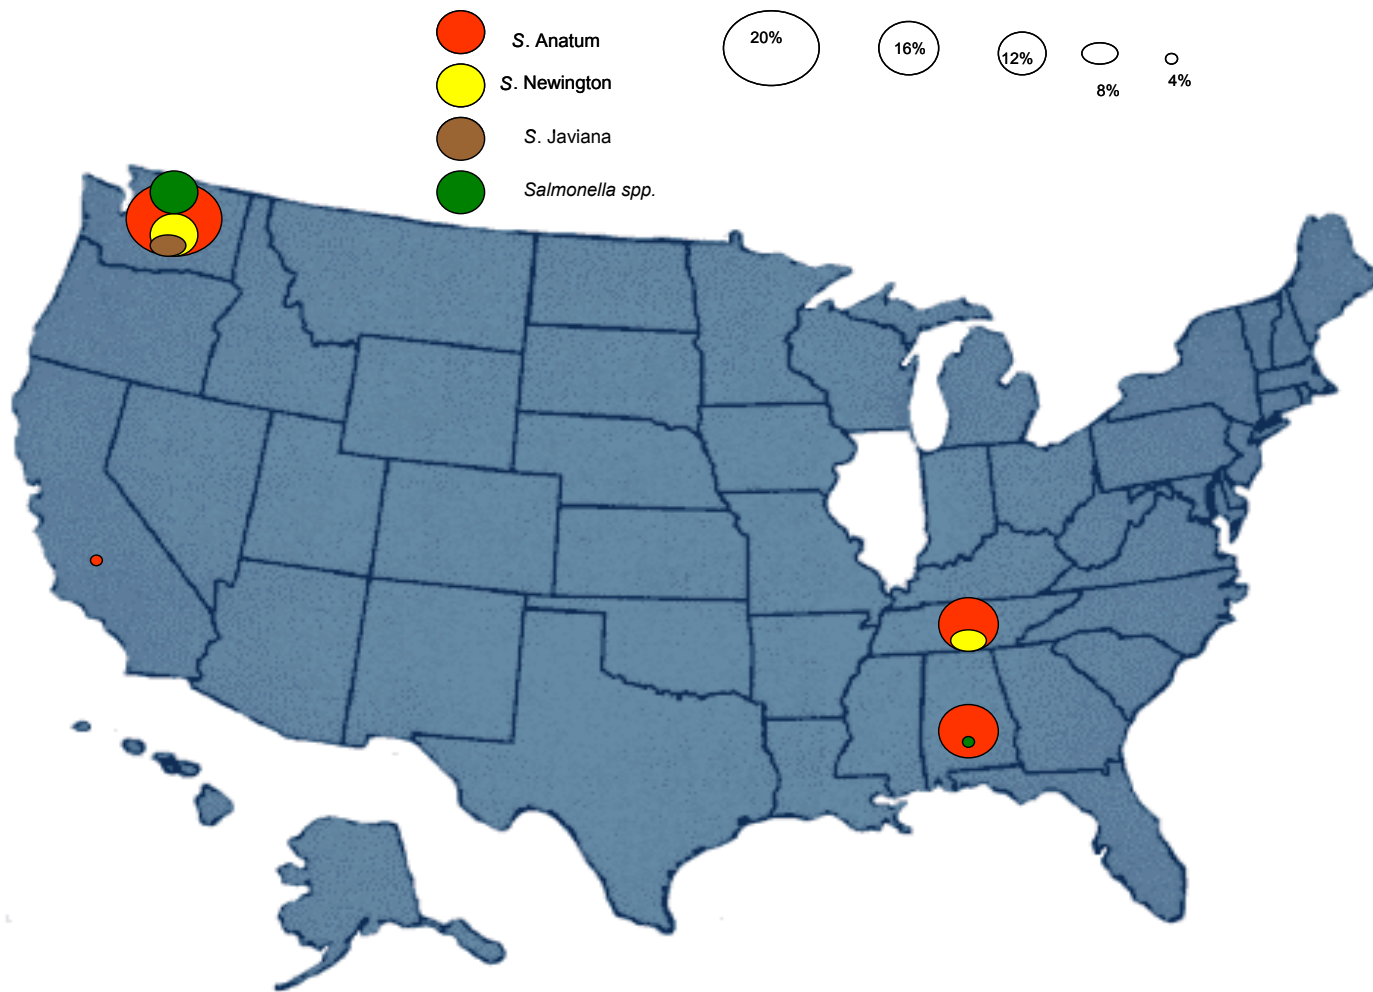 S. Anatum
S. Newington
S. Javiana
Salmonella spp.
20%
16%
12%
8%
4%